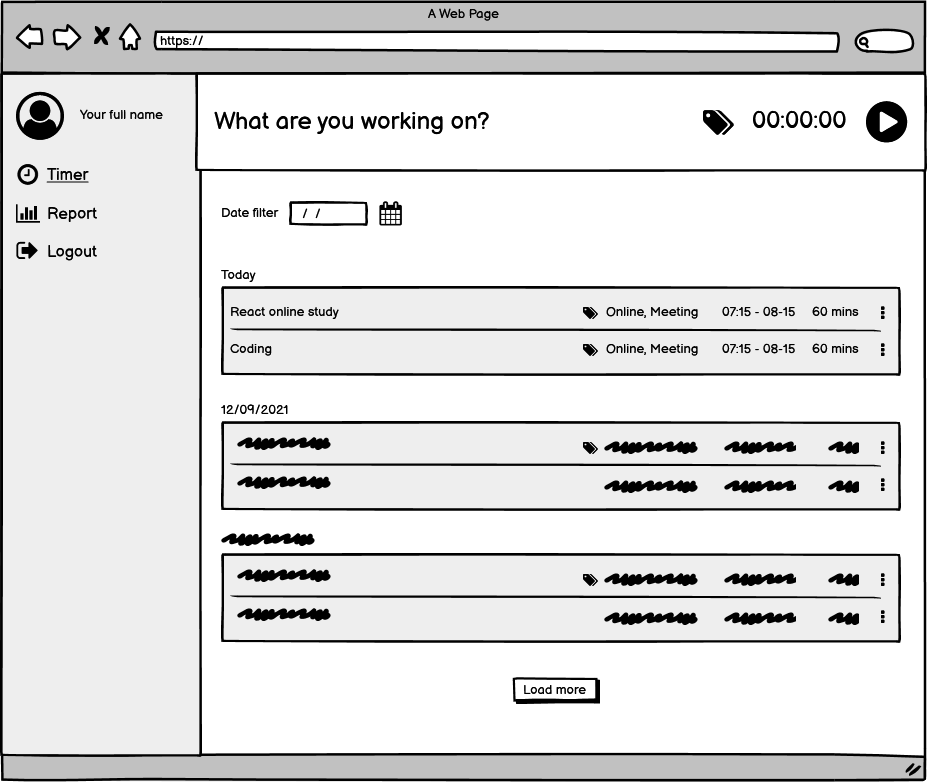 A Web Page
https://
Your full name
What are you working on?
00:00:00
Timer
Report
Logout
Date filter / /
Today
React online study Online, Meeting 07:15 - 08-15 60 mins
Coding Online, Meeting 07:15 - 08-15 60 mins
12/09/2021
Load more